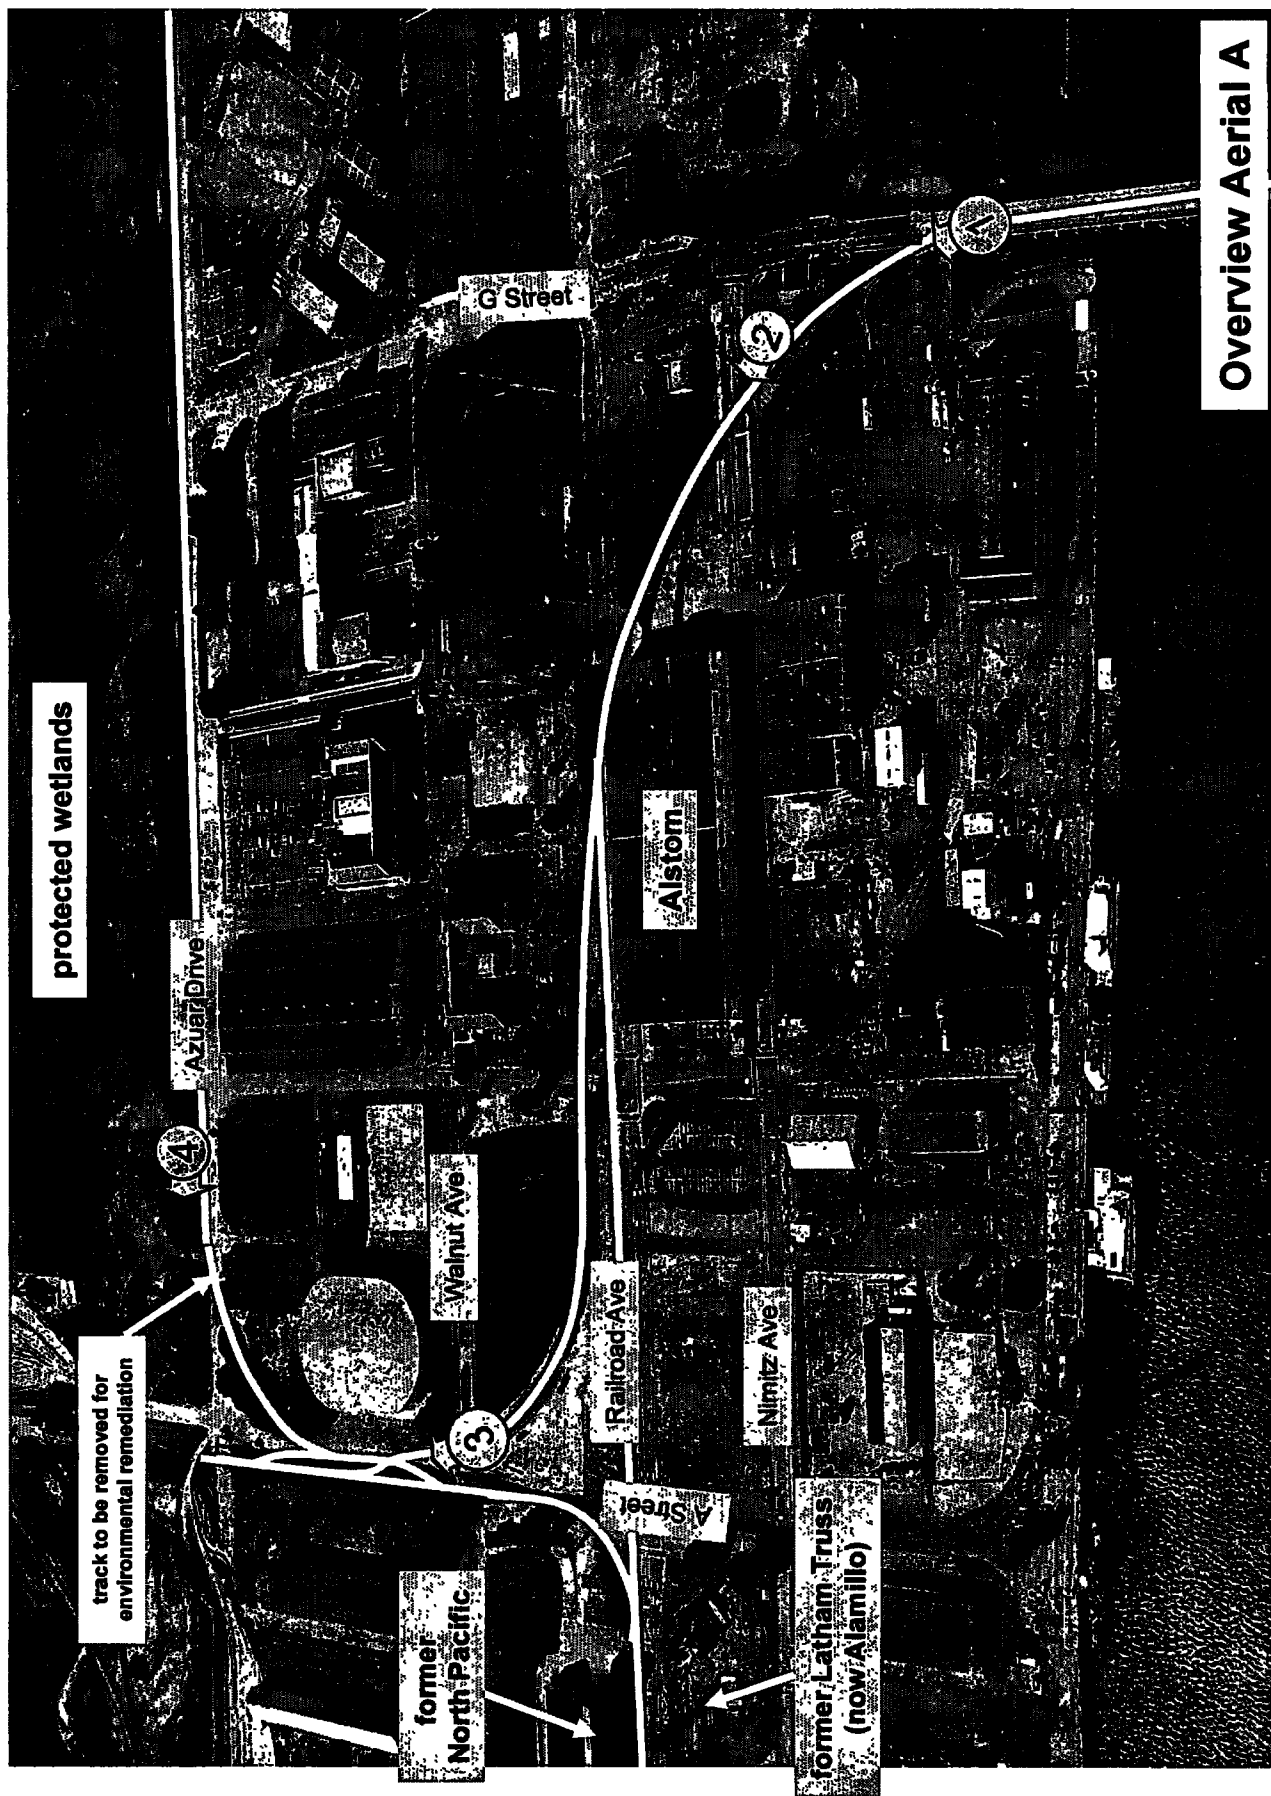 protected wetlands
track to be removed for
environmental remediation
4
Azuar Drive
G Street
former
North Pacific
3
Walnut Ave
2
Railroad Ave
Alstom
A Street
Nimitz Ave
1
former Latham Truss
(now Alamillo)
Overview Aerial A